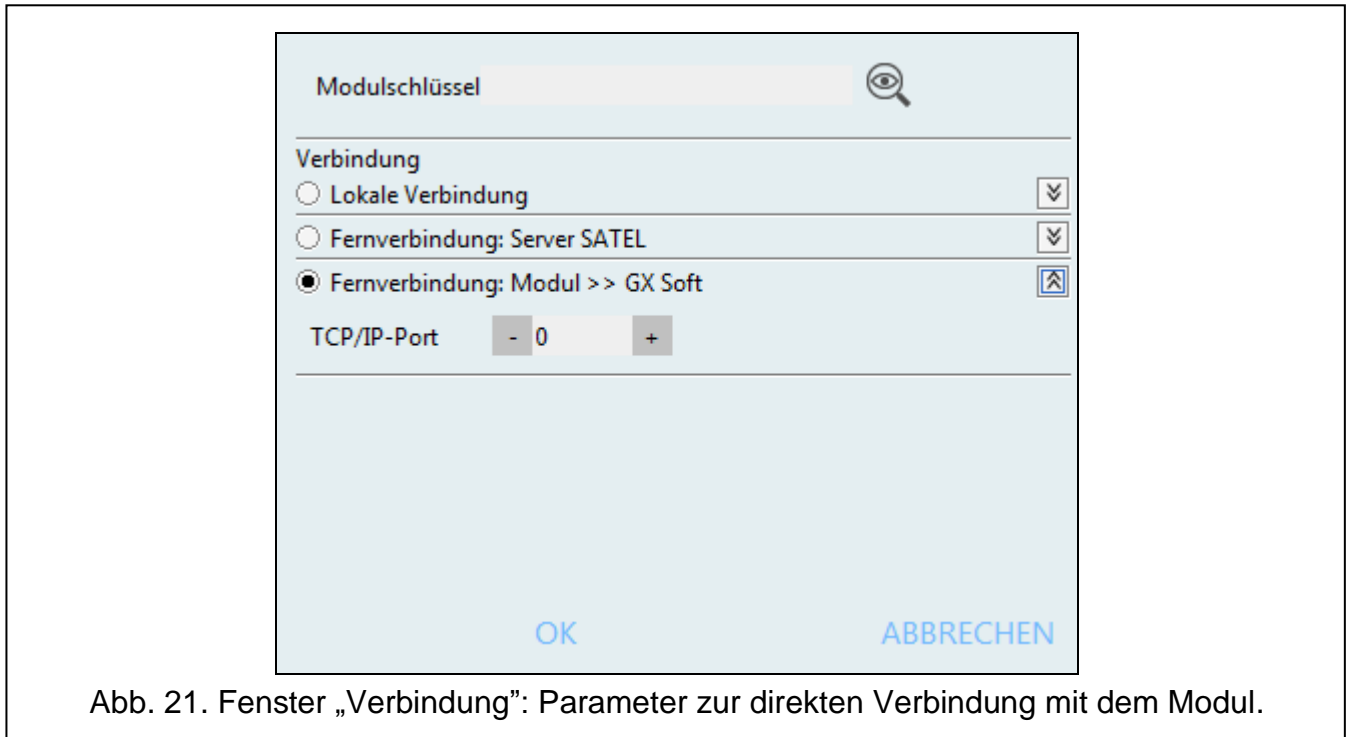 Modulschlüssel
Verbindung
Lokale Verbindung
Fernverbindung: Server SATEL
Fernverbindung: Modul >> GX Soft
TCP/IP-Port - 0 +
OK ABBRECHEN
Abb. 21. Fenster „Verbindung”: Parameter zur direkten Verbindung mit dem Modul.